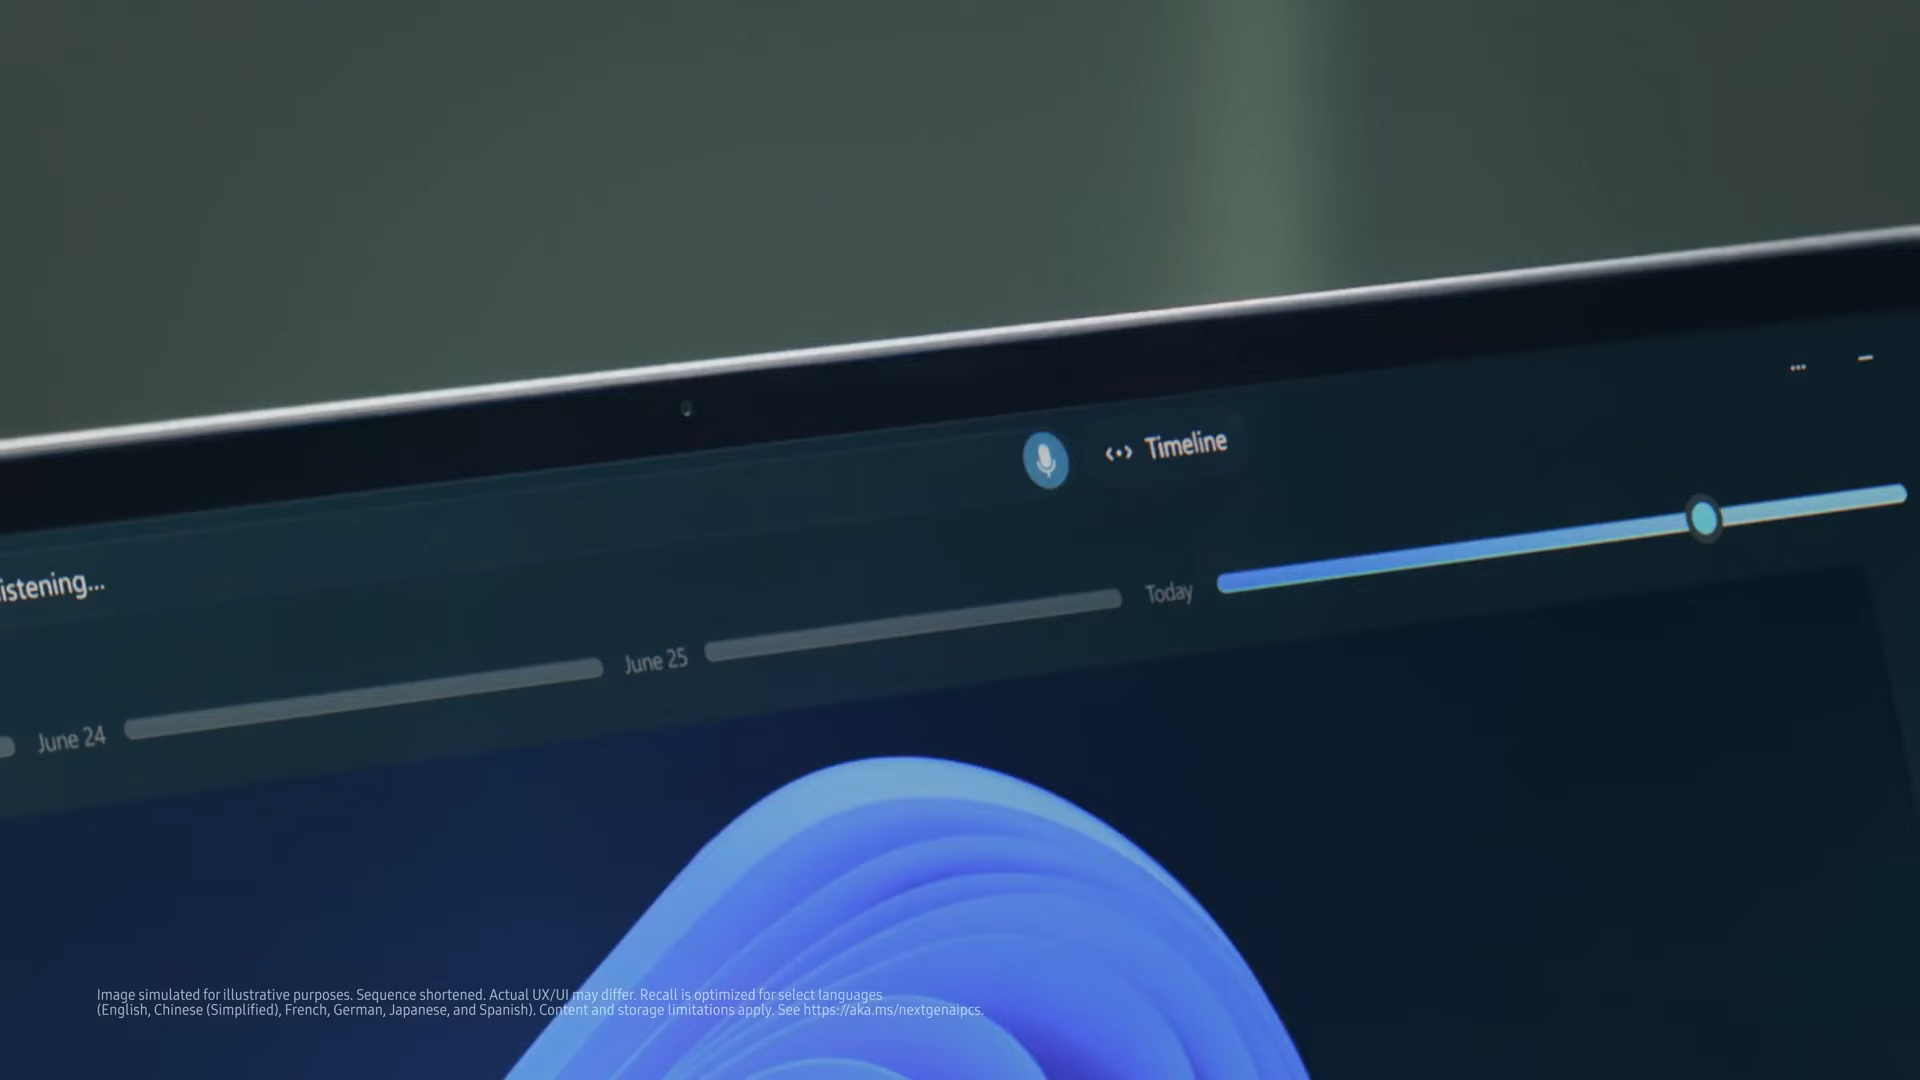 Timeline
istening...
Today
June 25
June 24
Image simulated for illustrative purposes. Sequence shortened. Actual UX/UI may differ. Recall is optimized for select languages
(English, Chinese (Simplified), French, German, Japanese, and Spanish). Content and storage limitations apply. See https://aka.ms/nextgenaipcs.